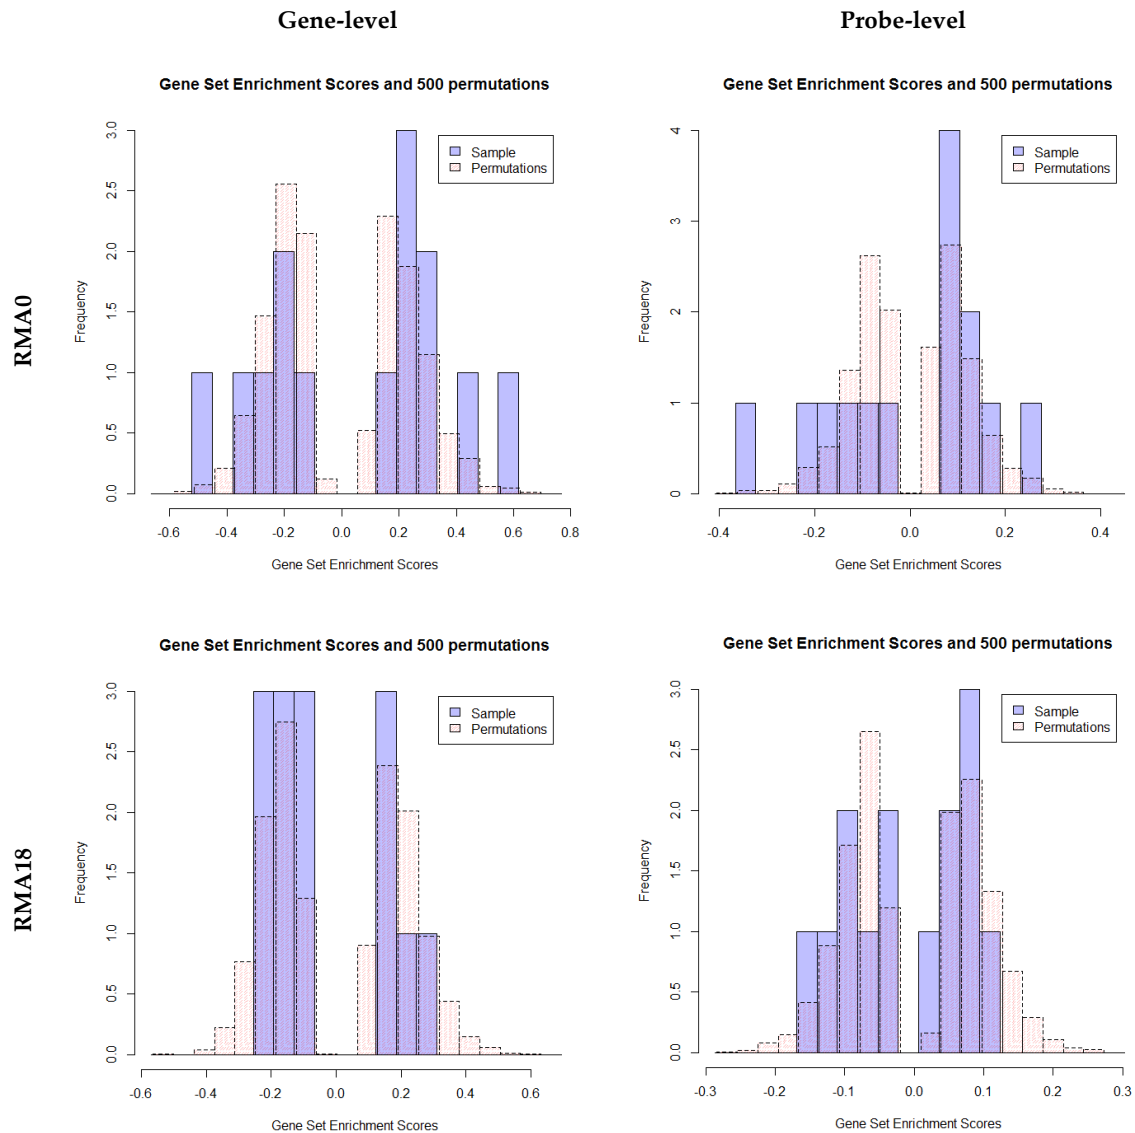 Gene-level
Probe-level
RMA0
Gene Set Enrichment Scores and 500 permutations
Frequency
3.0
2.5
2.0
1.5
1.0
0.5
0.0
Sample
Permutations
-0.6 -0.4 -0.2 0.0 0.2 0.4 0.6 0.8
Gene Set Enrichment Scores
Gene Set Enrichment Scores and 500 permutations
Frequency
4
3
2
1
0
Sample
Permutations
-0.4 -0.2 0.0 0.2 0.4
Gene Set Enrichment Scores
RMA18
Gene Set Enrichment Scores and 500 permutations
Frequency
3.0
2.5
2.0
1.5
1.0
0.5
0.0
Sample
Permutations
-0.6 -0.4 -0.2 0.0 0.2 0.4 0.6
Gene Set Enrichment Scores
Gene Set Enrichment Scores and 500 permutations
Frequency
3.0
2.5
2.0
1.5
1.0
0.5
0.0
Sample
Permutations
-0.3 -0.2 -0.1 0.0 0.1 0.2 0.3
Gene Set Enrichment Scores